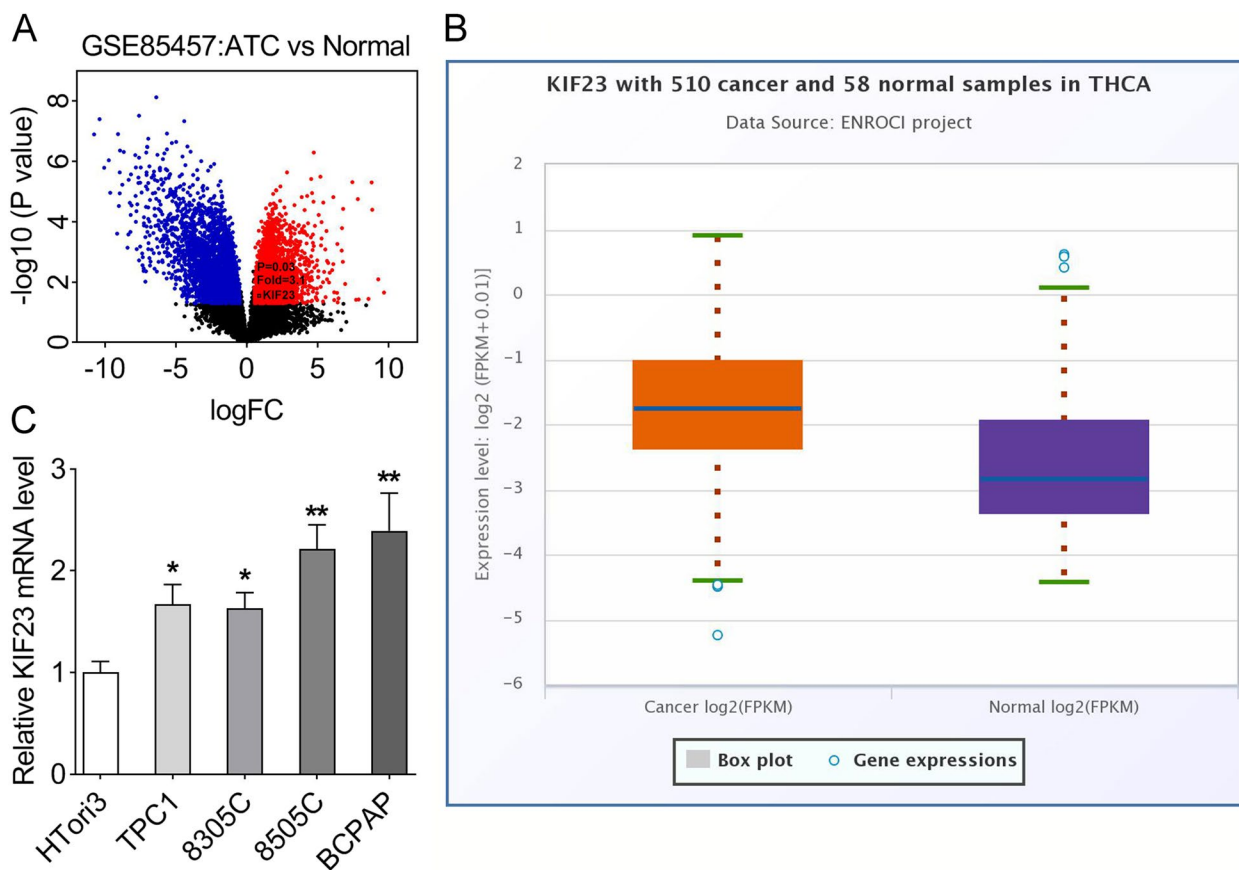 A
GSE85457:ATC vs Normal
-log10 (P value)
8
6
4
2
0
P=0.03
Fold=3.1
KIF23
-10
-5
0
5
10
logFC
B
KIF23 with 510 cancer and 58 normal samples in THCA
Data Source: ENROCI project
Expression level: log2 (FPKM+0.01)]
2
1
0
−1
−2
−3
−4
−5
−6
Cancer log2(FPKM)
Normal log2(FPKM)
Box plot
Gene expressions
C
Relative KIF23 mRNA level
3
2
1
0
*
*
**
**
HTori3
TPC1
8305C
8505C
BCPAP